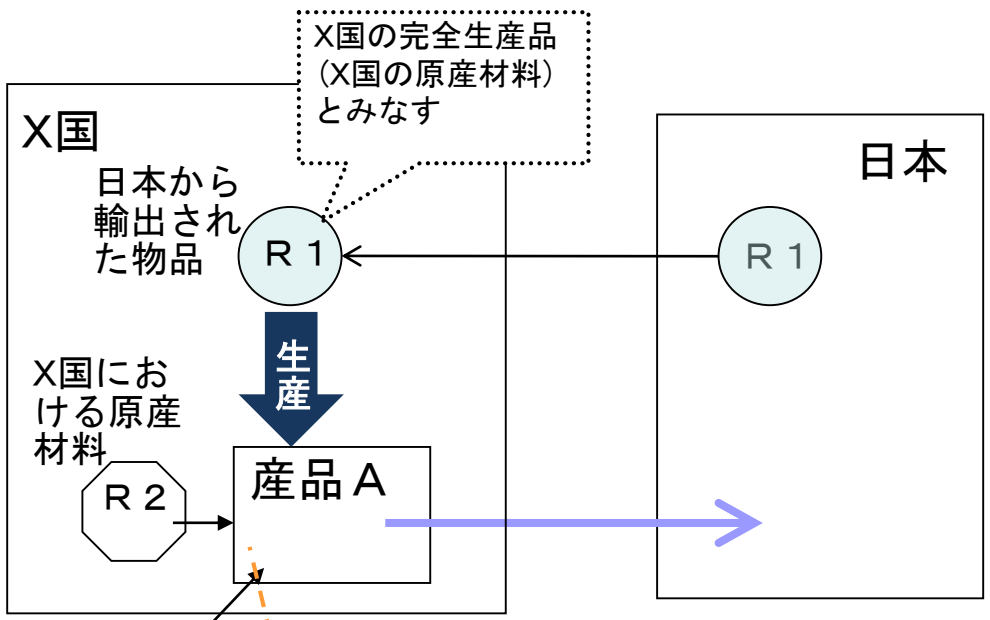 X国の完全生産品
（X国の原産材料）
とみなす
X国
日本
日本から
輸出され
た物品
R1
R1
生
産
X国にお
ける原産
材料
R2
産品A